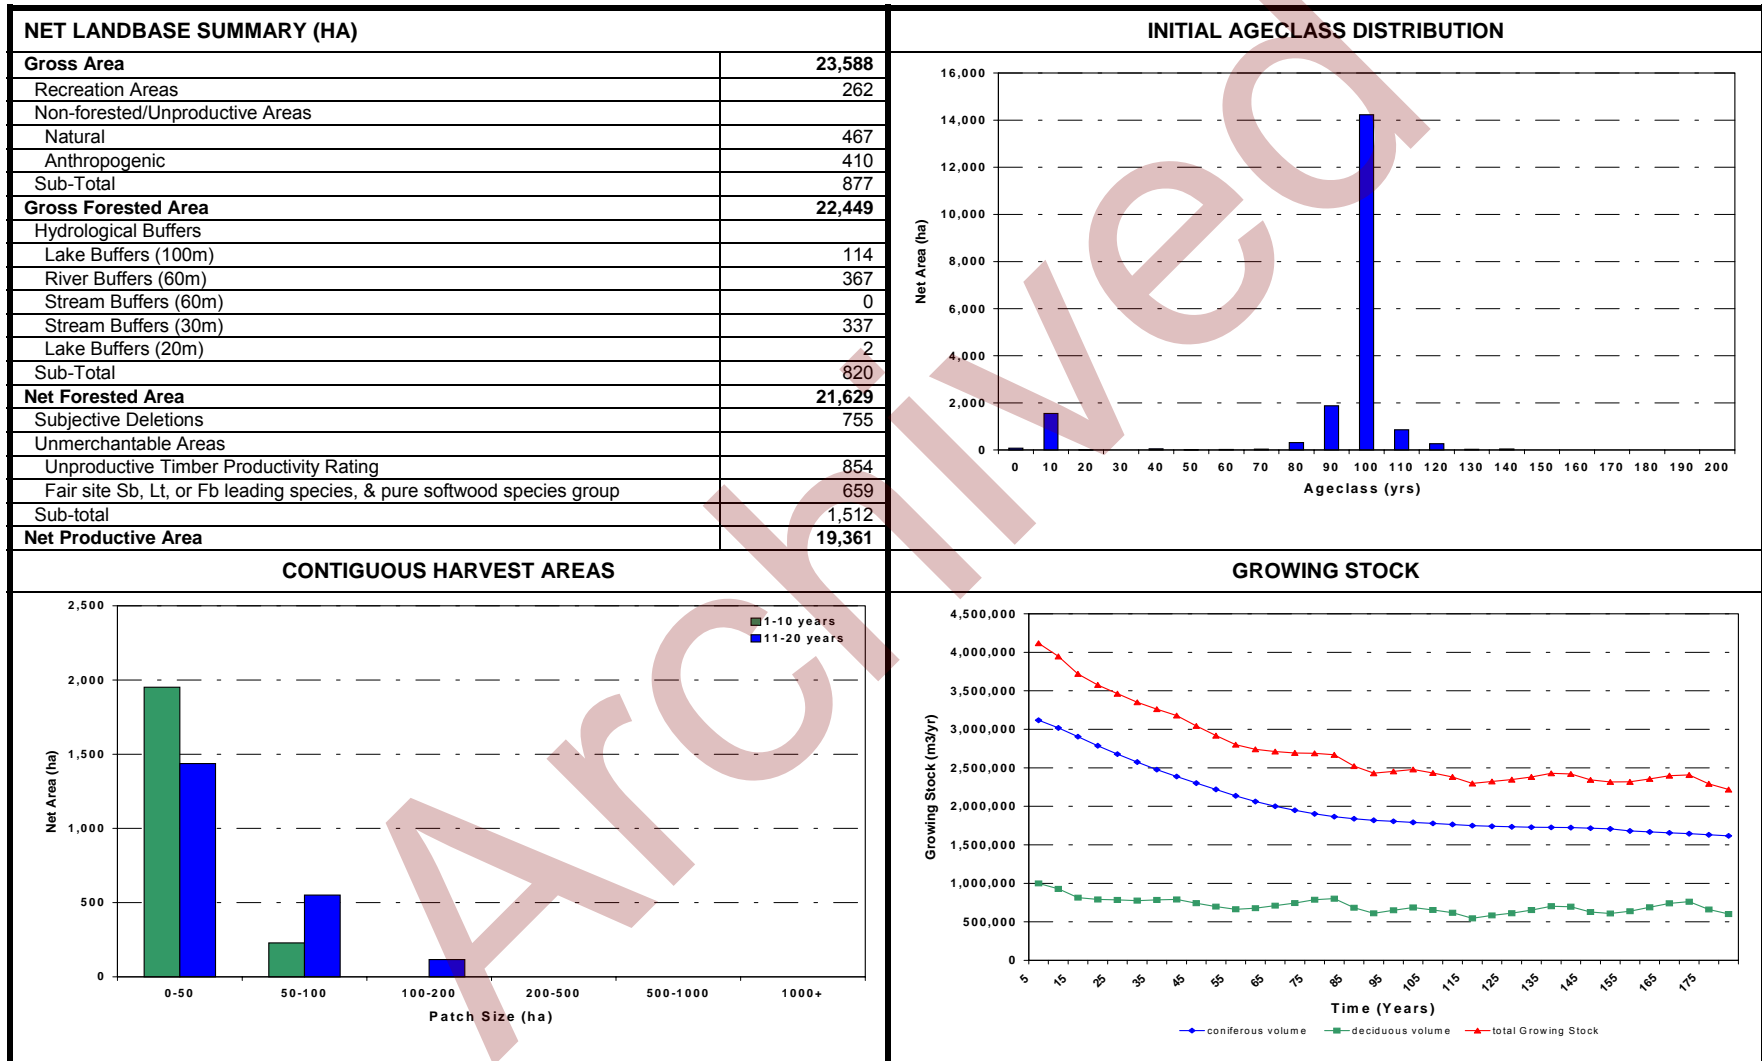 NET LANDBASE SUMMARY (HA)
Gross Area 23,588
Recreation Areas 262
Non-forested/Unproductive Areas
Natural 467
Anthropogenic 410
Sub-Total 877
Gross Forested Area 22,449
Hydrological Buffers
Lake Buffers (100m) 114
River Buffers (60m) 367
Stream Buffers (60m) 0
Stream Buffers (30m) 337
Lake Buffers (20m) 2
Sub-Total 820
Net Forested Area 21,629
Subjective Deletions 755
Unmerchantable Areas
Unproductive Timber Productivity Rating 854
Fair site Sb, Lt, or Fb leading species, & pure softwood species group 659
Sub-total 1,512
Net Productive Area 19,361
INITIAL AGECLASS DISTRIBUTION
16,000
14,000
12,000
10,000
8,000
6,000
4,000
2,000
0
Net Area (ha)
0 10 20 30 40 50 60 70 80 90 100 110 120 130 140 150 160 170 180 190 200
Ageclass (yrs)
CONTIGUOUS HARVEST AREAS
2,500
2,000
1,500
1,000
500
0
Net Area (ha)
1-10 years
11-20 years
0-50 50-100 100-200 200-500 500-1000 1000+
Patch Size (ha)
GROWING STOCK
4,500,000
4,000,000
3,500,000
3,000,000
2,500,000
2,000,000
1,500,000
1,000,000
500,000
0
Growing Stock (m3/yr)
5 15 25 35 45 55 65 75 85 95 105 115 125 135 145 155 165 175
Time (Years)
coniferous volume deciduous volume total Growing Stock
Archived